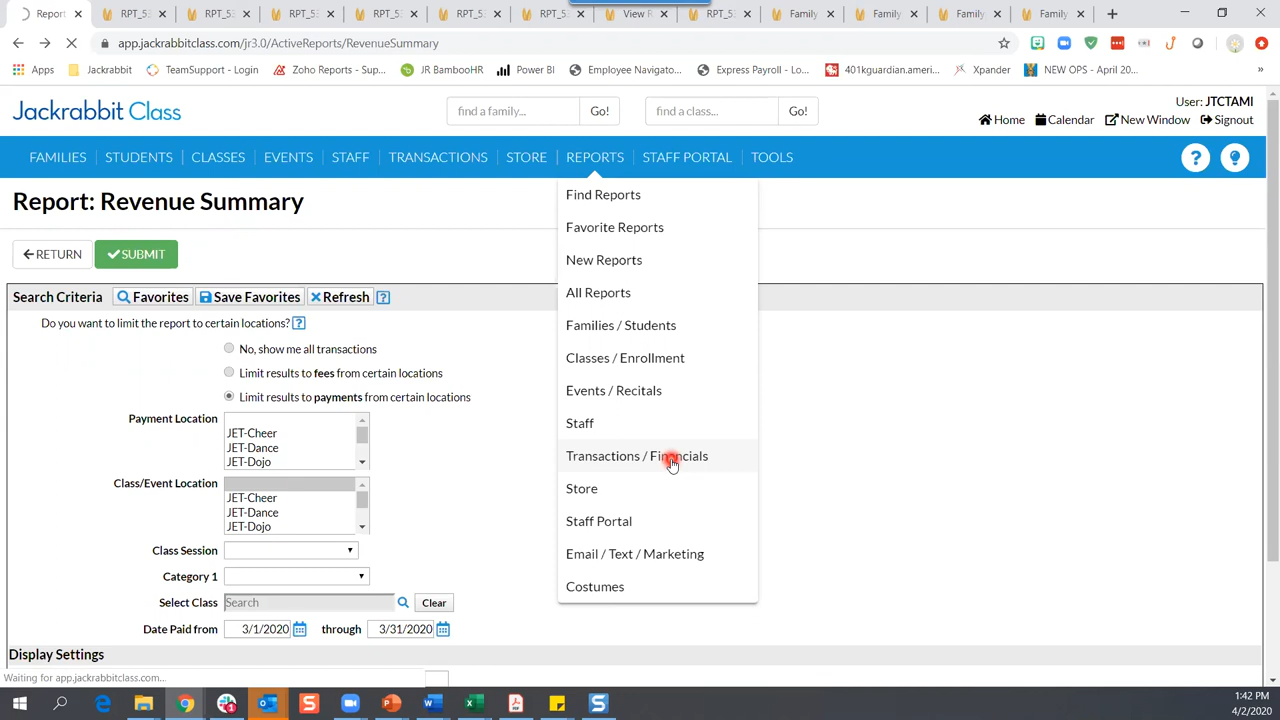 Report
RPT_5
RPT_5
RPT_5
RPT_5
RPT_5
RPT_5
View R
RPT_5
Family
Family
Family
Family
app.jackrabbitclass.com/jr3.0/ActiveReports/RevenueSummary
Apps
Jackrabbit
TeamSupport - Login
Zoho Reports - Sup...
JR BambooHR
Power BI
Employee Navigato...
Express Payroll - Lo...
401kguardian.ameri...
Xpander
NEW OPS - April 20...
Jackrabbit Class
find a family...
Go!
find a class...
Go!
User: JTCTAMI
Home
Calendar
New Window
Signout
FAMILIES
STUDENTS
CLASSES
EVENTS
STAFF
TRANSACTIONS
STORE
REPORTS
STAFF PORTAL
TOOLS
?
Report: Revenue Summary
Find Reports
Favorite Reports
New Reports
All Reports
Families / Students
Classes / Enrollment
Events / Recitals
Staff
Transactions / Financials
Store
Staff Portal
Email / Text / Marketing
Costumes
RETURN
SUBMIT
Search Criteria
Favorites
Save Favorites
Refresh
?
Do you want to limit the report to certain locations? ?
No, show me all transactions
Limit results to fees from certain locations
Limit results to payments from certain locations
Payment Location
JET-Cheer
JET-Dance
JET-Dojo
Class/Event Location
JET-Cheer
JET-Dance
JET-Dojo
Class Session
Category 1
Select Class
Search
Clear
Date Paid from
3/1/2020
through
3/31/2020
Display Settings
Waiting for app.jackrabbitclass.com...
1:42 PM
4/2/2020